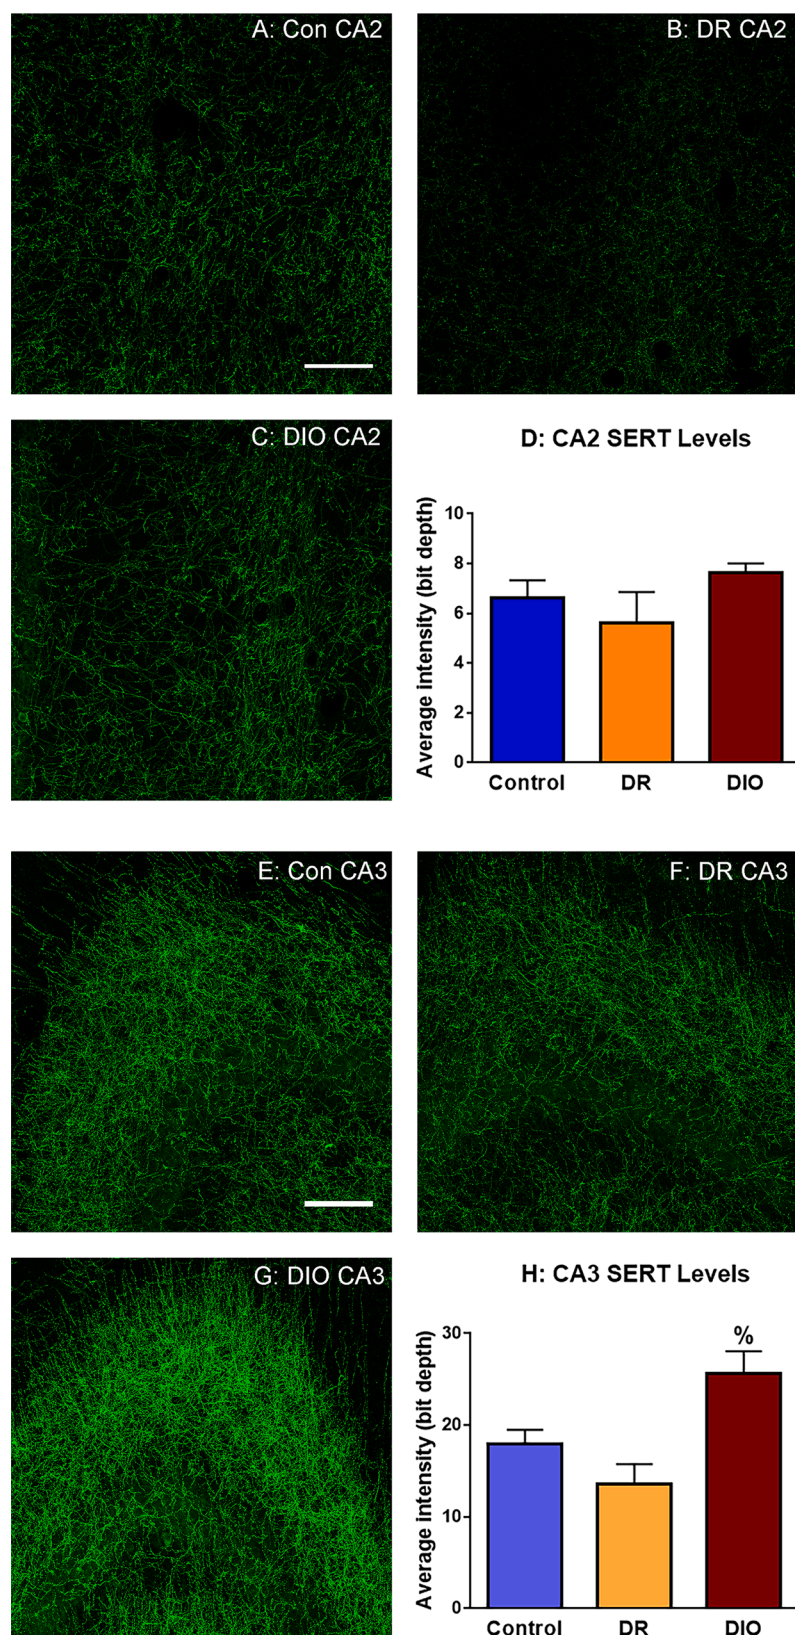 A: Con CA2
B: DR CA2
C: DIO CA2
D: CA2 SERT Levels
Average intensity (bit depth)
10
8
6
4
2
0
Control DR DIO
E: Con CA3
F: DR CA3
G: DIO CA3
H: CA3 SERT Levels
Average intensity (bit depth)
%
30
20
10
0
Control DR DIO